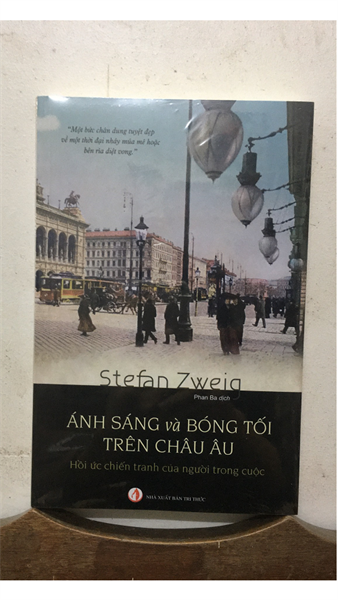 "Một bức chân dung tuyệt đẹp
về một thời đại nhảy múa mê hoặc
bên rìa diệt vong."
Stefan Zweig
Phan Ba dịch
ÁNH SÁNG và BÓNG TỐI
TRÊN CHÂU ÂU
Hồi ức chiến tranh của người trong cuộc
NHÀ XUẤT BẢN TRI THỨC